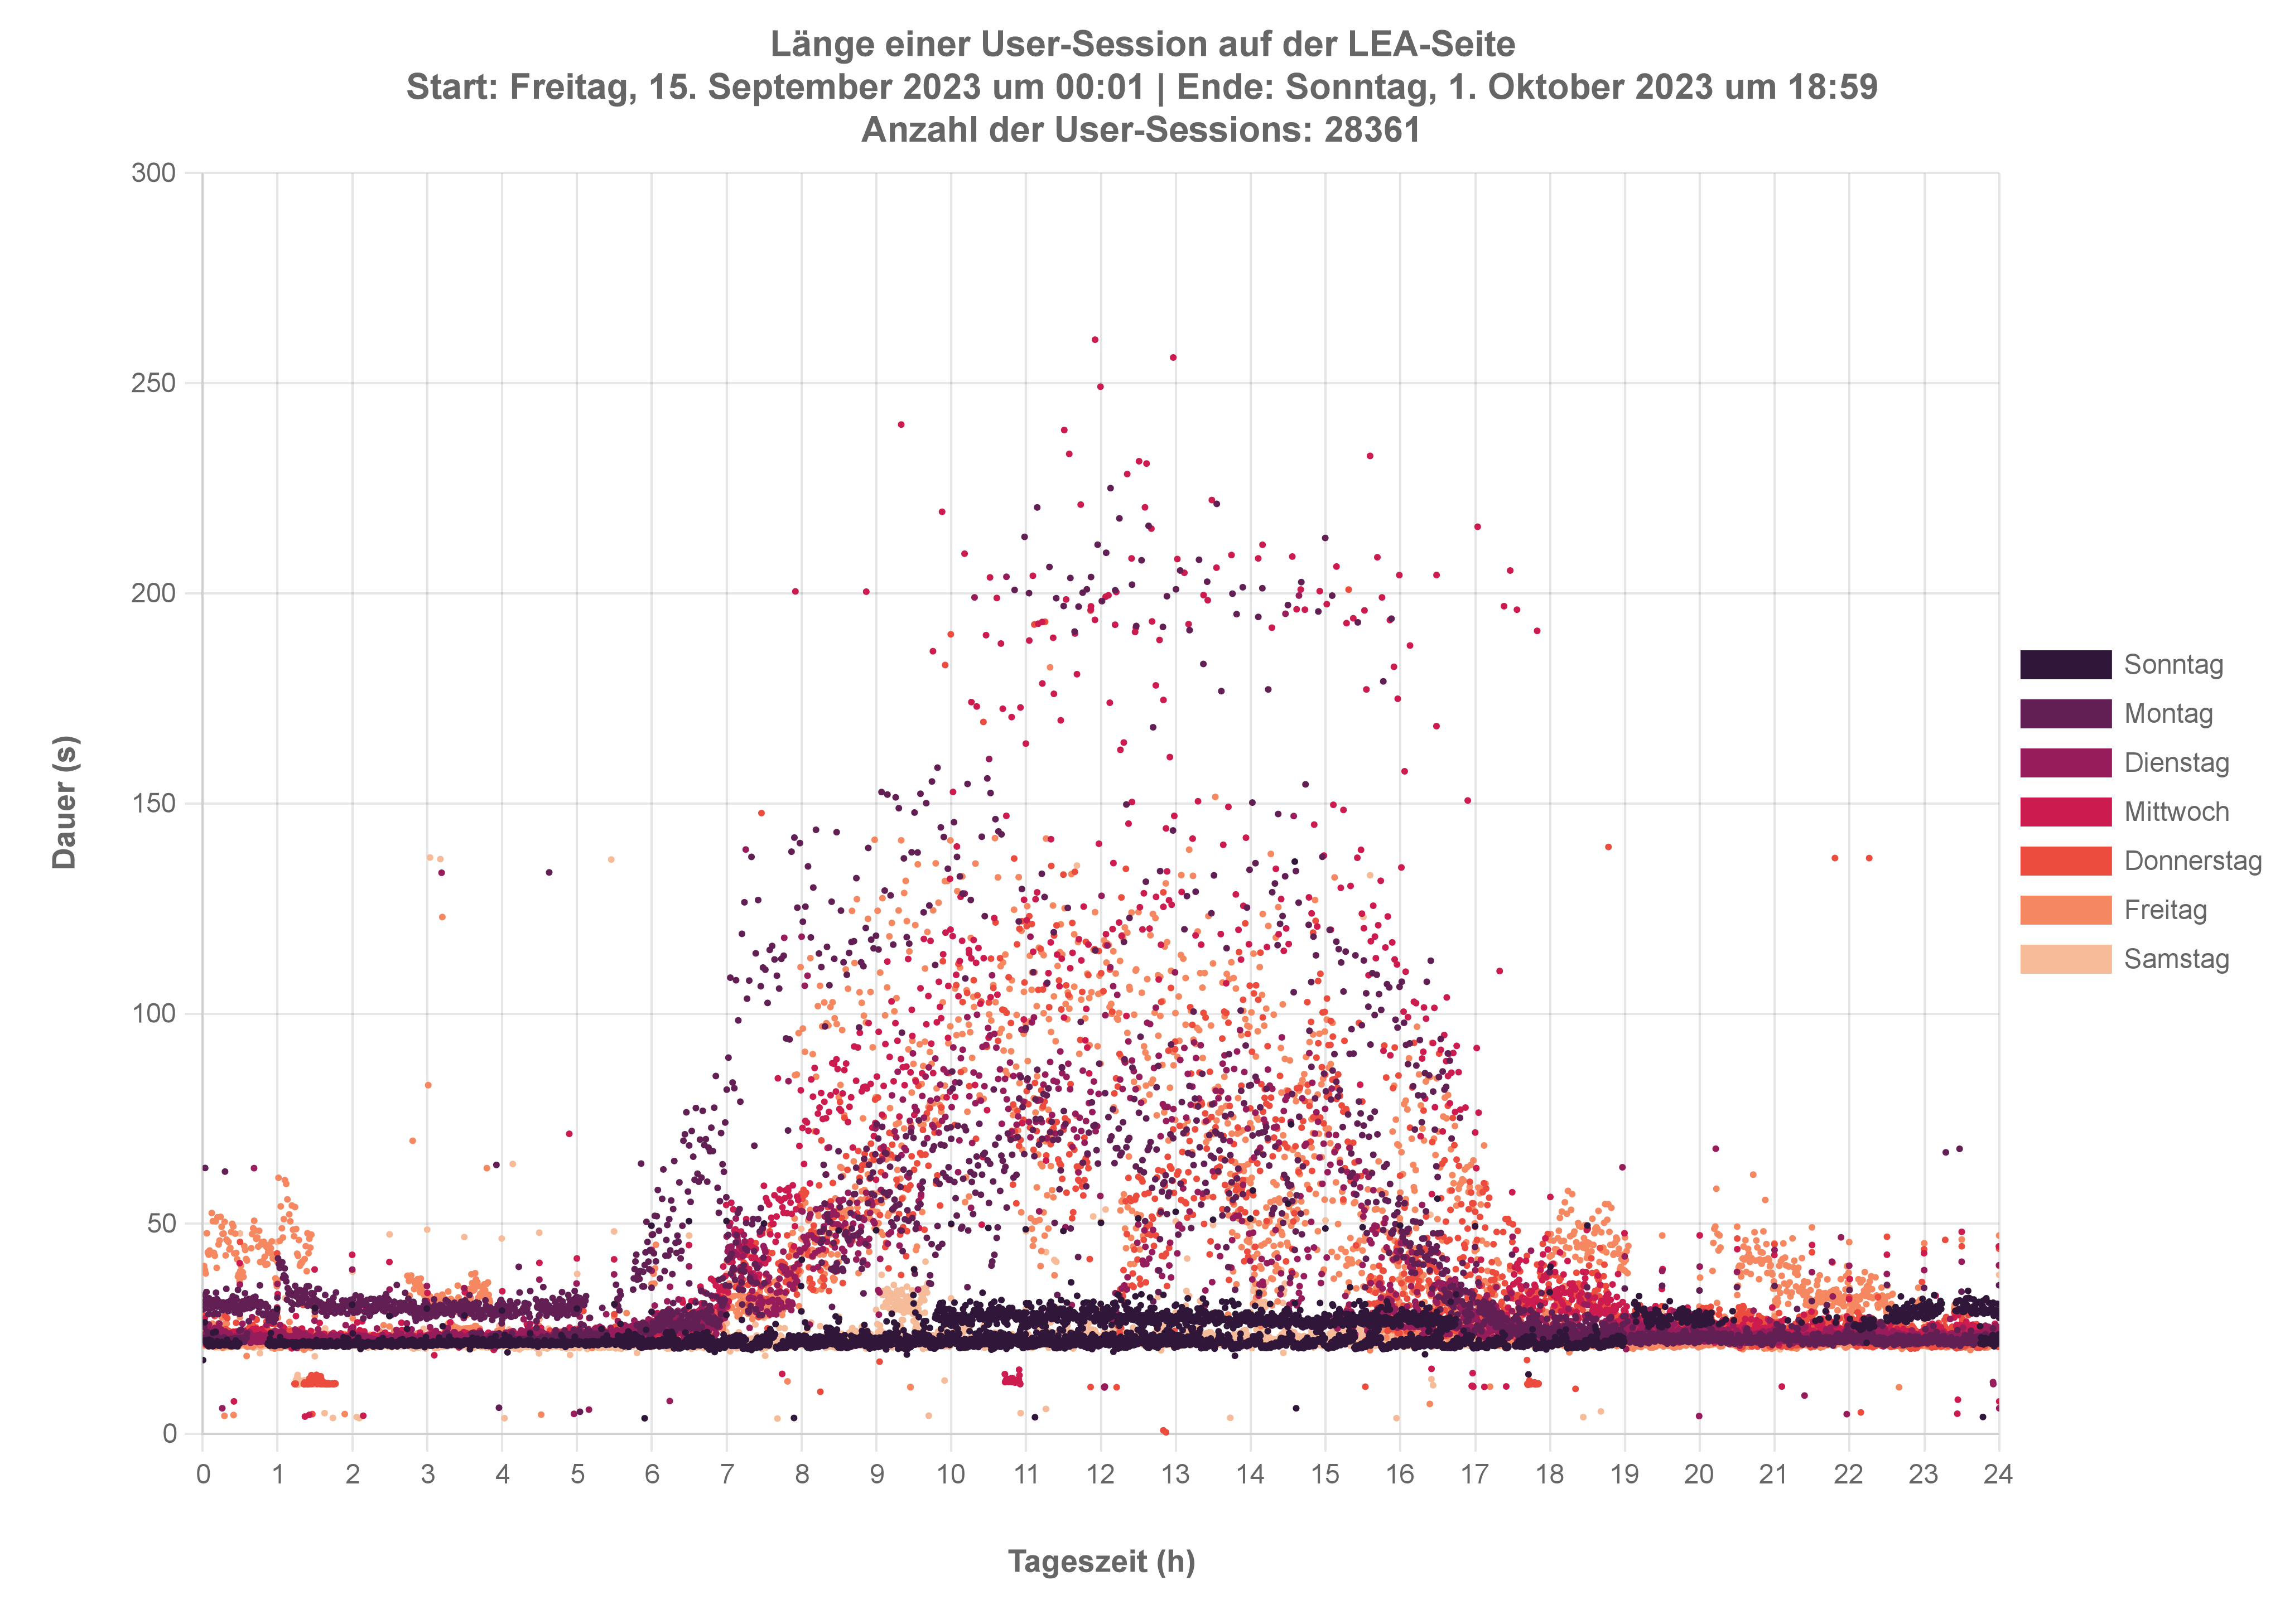 Länge einer User-Session auf der LEA-Seite
Start: Freitag, 15. September 2023 um 00:01 | Ende: Sonntag, 1. Oktober 2023 um 18:59
Anzahl der User-Sessions: 28361
300
250
200
150
100
50
0
Dauer (s)
0 1 2 3 4 5 6 7 8 9 10 11 12 13 14 15 16 17 18 19 20 21 22 23 24
Tageszeit (h)
Sonntag
Montag
Dienstag
Mittwoch
Donnerstag
Freitag
Samstag